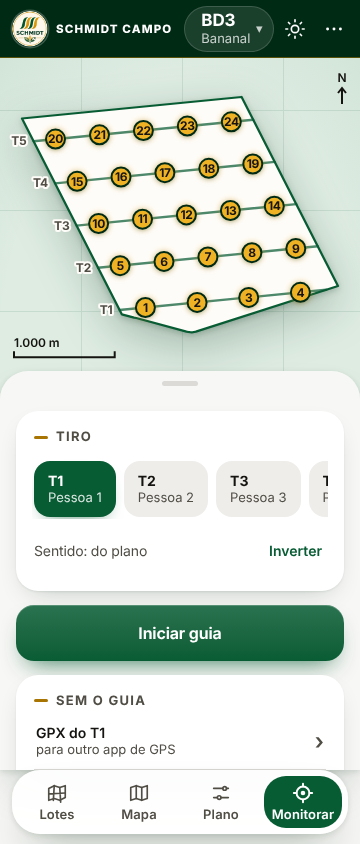 SCHMIDT
SCHMIDT CAMPO
BD3
Bananal
N
T5 20 21 22 23 24
T4 15 16 17 18 19
T3 10 11 12 13 14
T2 5 6 7 8 9
T1 1 2 3 4
1.000 m
TIRO
T1 T2 T3
Pessoa 1 Pessoa 2 Pessoa 3
Sentido: do plano Inverter
Iniciar guia
SEM O GUIA
GPX do T1
para outro app de GPS
Lotes Mapa Plano Monitorar